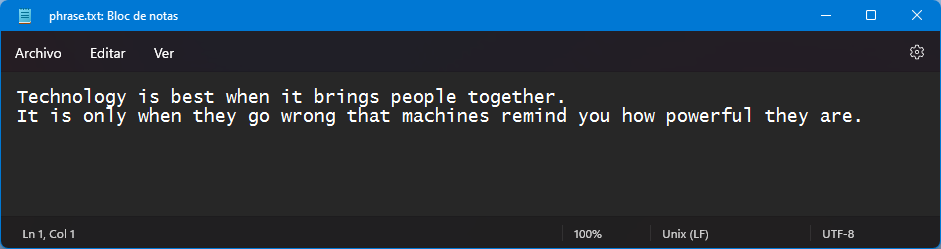 phrase.txt: Bloc de notas
Archivo Editar Ver
Technology is best when it brings people together.
It is only when they go wrong that machines remind you how powerful they are.
Ln 1, Col 1 100% Unix (LF) UTF-8